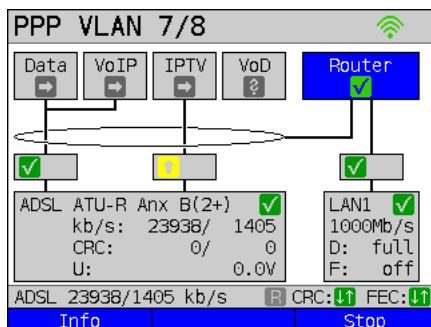 PPP VLAN 7/8
Data VoIP IPTV VoD Router
?
ADSL ATU-R Anx B(2+)
kb/s: 23938/ 1405
CRC: 0/ 0
U: 0.0V
LAN1
1000Mb/s
D: full
F: off
ADSL 23938/1405 kb/s R CRC: FEC:
Info Stop